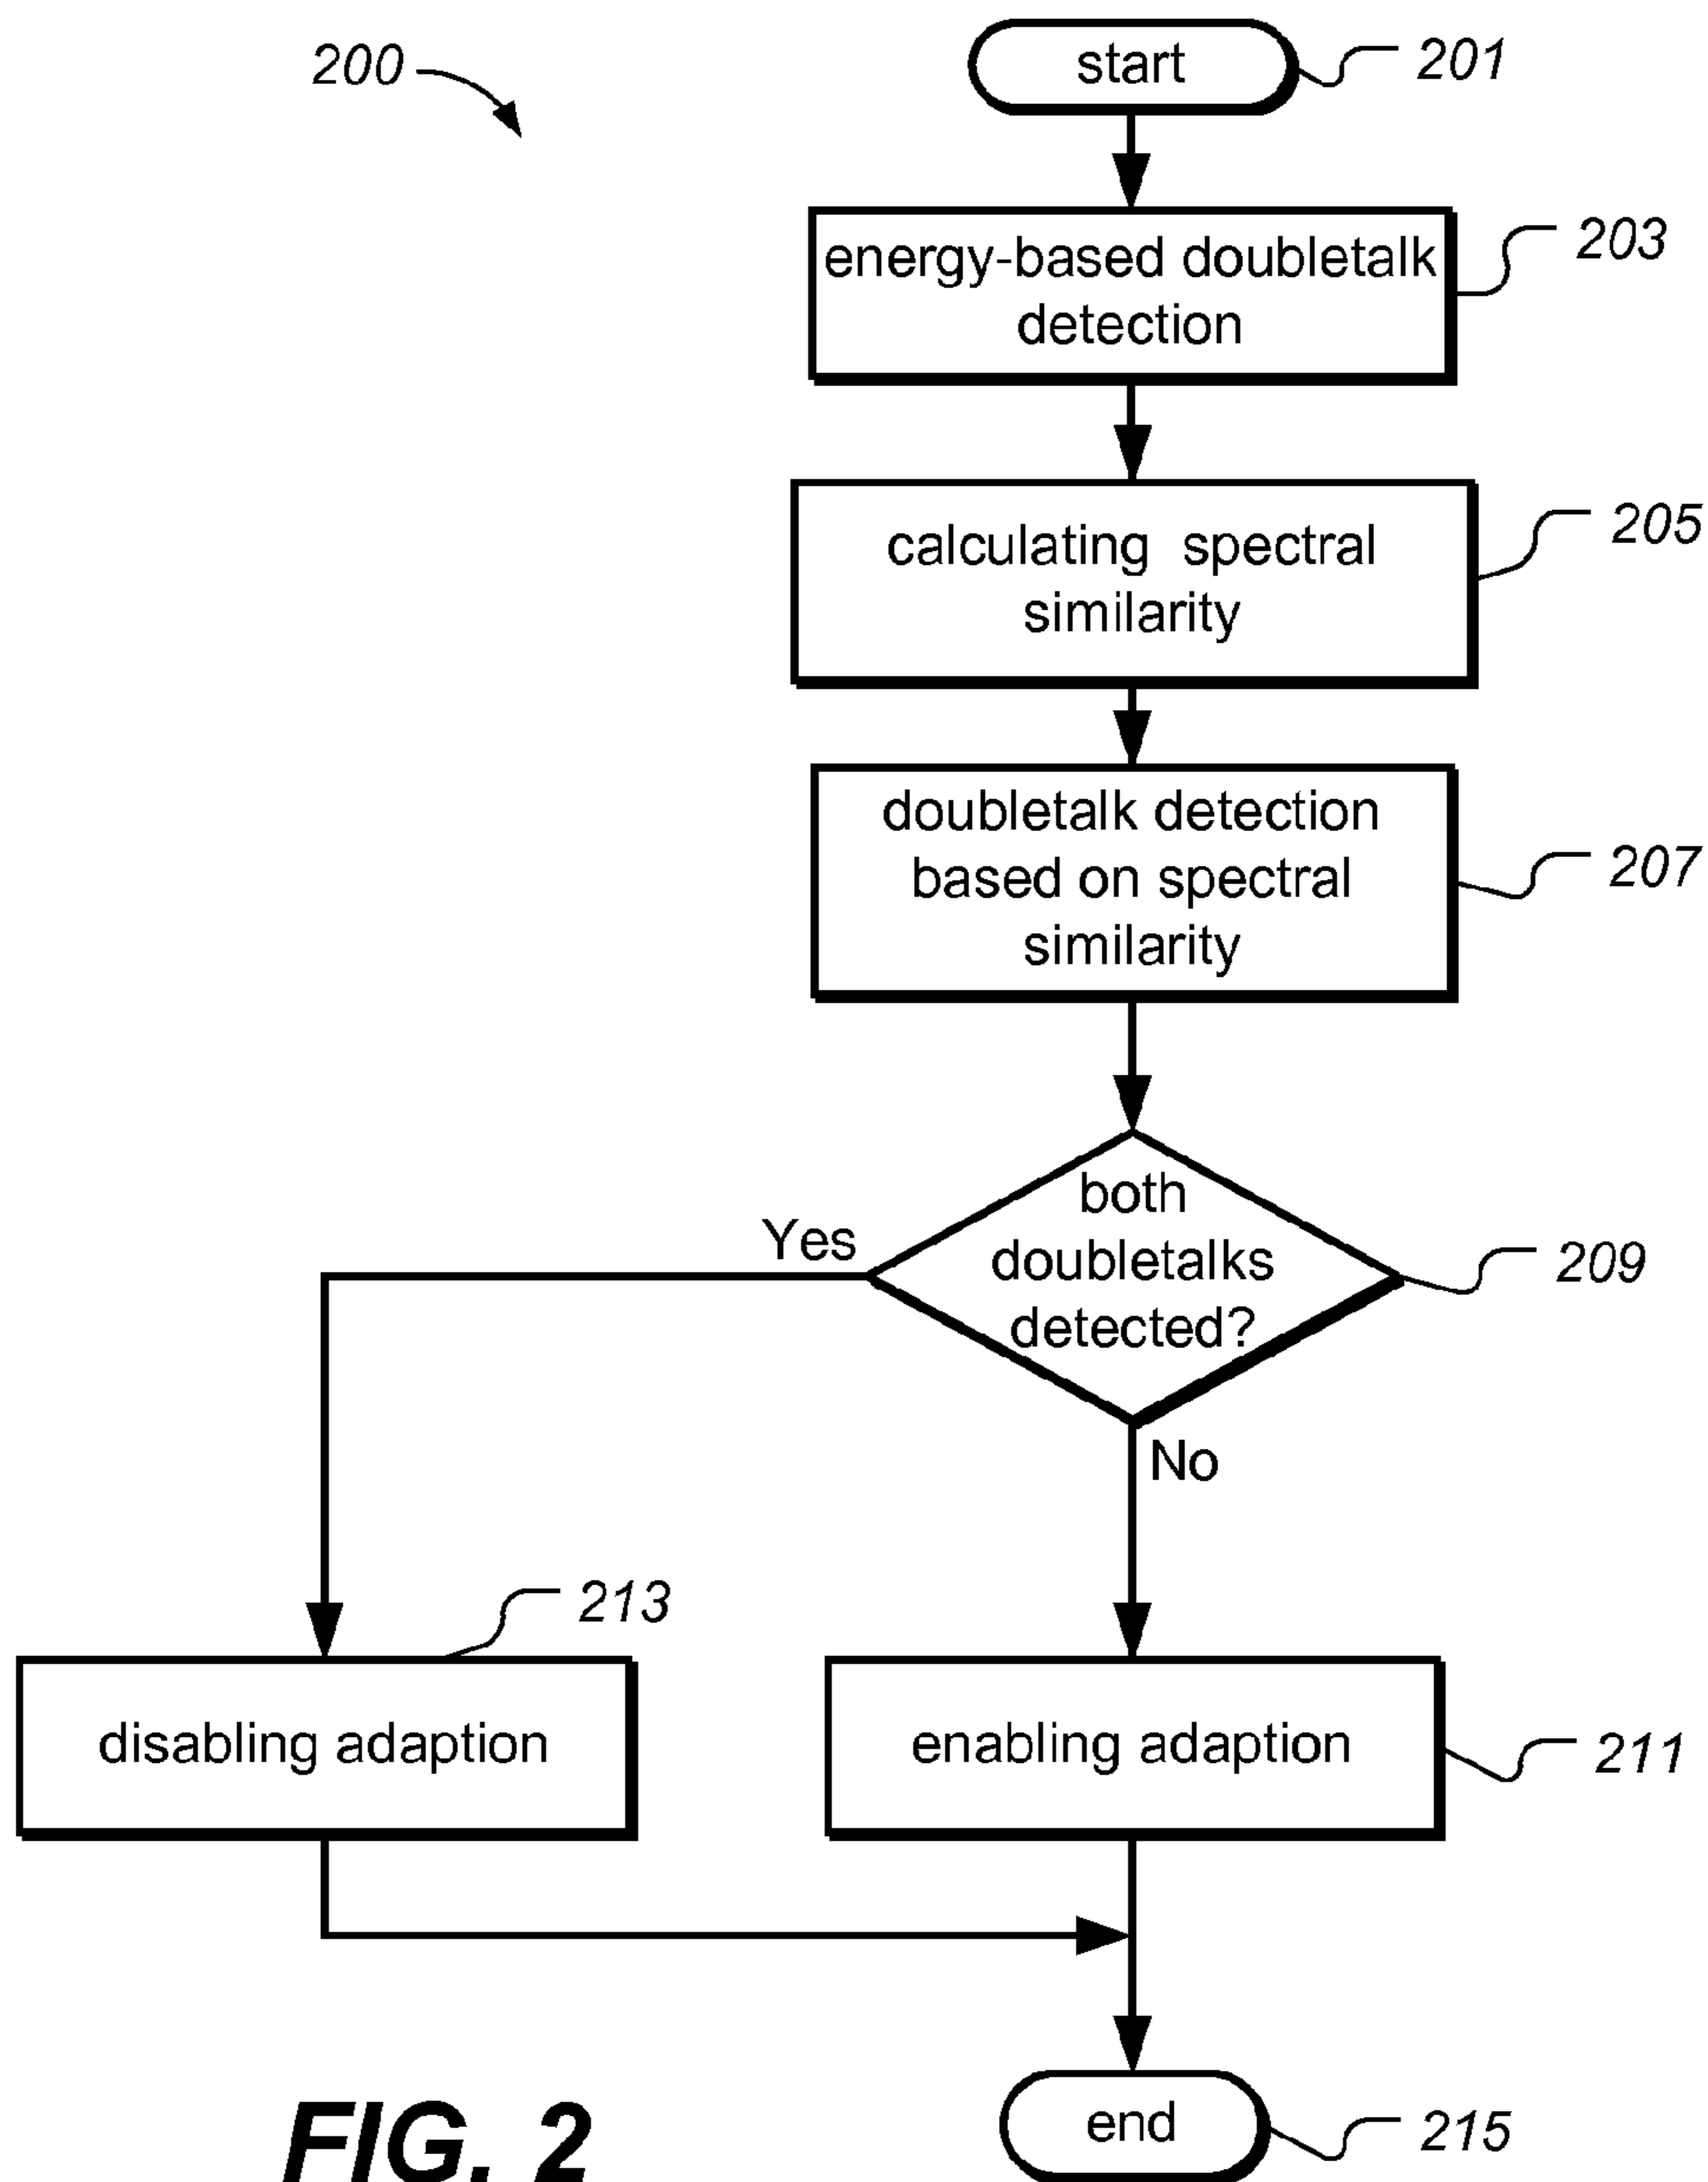 200
start
201
energy-based doubletalk
detection
203
calculating spectral
similarity
205
doubletalk detection
based on spectral
similarity
207
both
doubletalks
detected?
209
Yes
No
213
disabling adaption
enabling adaption
211
end
215
FIG. 2